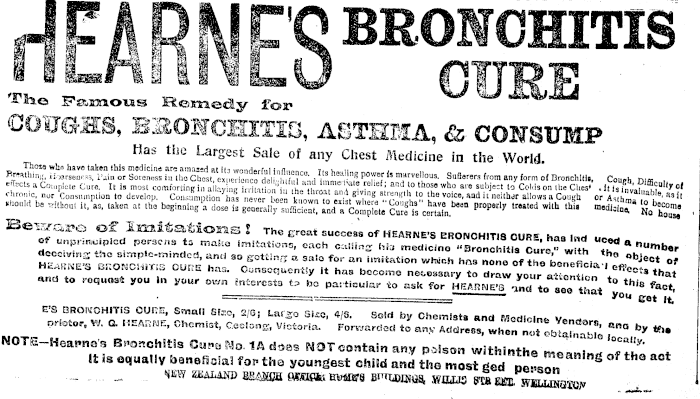 HEARNE'S BRONCHITIS
CURE
The Famous Remedy for
COUGHS, BRONCHITIS, ASTHMA, & CONSUMP
Has the Largest Sale of any Chest Medicine in the World.
Those who have taken this medicine are amazed at its wonderful influence. Its healing power is marvellous. Sufferers from any form of Bronchitis, Cough, Difficulty of
Breathing, Hoarseness, Pain or Soreness in the Chest, experience delightful and immediate relief; and to those who are subject to Colds on the Chest it is invaluable, as it
effects a Complete Cure. It is most comforting in allaying irritation in the throat and giving strength to the voice, and it neither allows a Cough or Asthma to become
chronic, nor Consumption to develop. Consumption has never been known to exist where "Coughs" have been properly treated with this medicine. No house
should be without it, as, taken at the beginning a dose is generally sufficient, and a Complete Cure is certain.
Beware of Imitations! The great success of HEARNE'S BRONCHITIS CURE, has ind uced a number
of unprincipled persons to make imitations, each calling his medicine "Bronchitis Cure," with the object of
deceiving the simple-minded, and so getting a sale for an imitation which has none of the beneficial effects that
HEARNE'S BRONCHITIS CURE has. Consequently it has become necessary to draw your attention to this fact,
and to request you in your own interests to be particular to ask for HEARNE'S and to see that you get it.
E'S BRONCHITIS CURE, Small Size, 2/6; Large Size, 4/6. Sold by Chemists and Medicine Vendors, and by the
prietor, W. G. HEARNE, Chemist, Geelong, Victoria. Forwarded to any Address, when not obtainable locally.
NOTE—Hearne's Bronchitis Cure No. 1A does NOT contain any poison withinthe meaning of the act
It is equally beneficial for the youngest child and the most ged person
NEW ZEALAND BRANCH OFFICE: HUME'S BUILDINGS, WILLIS STREET, WELLINGTON